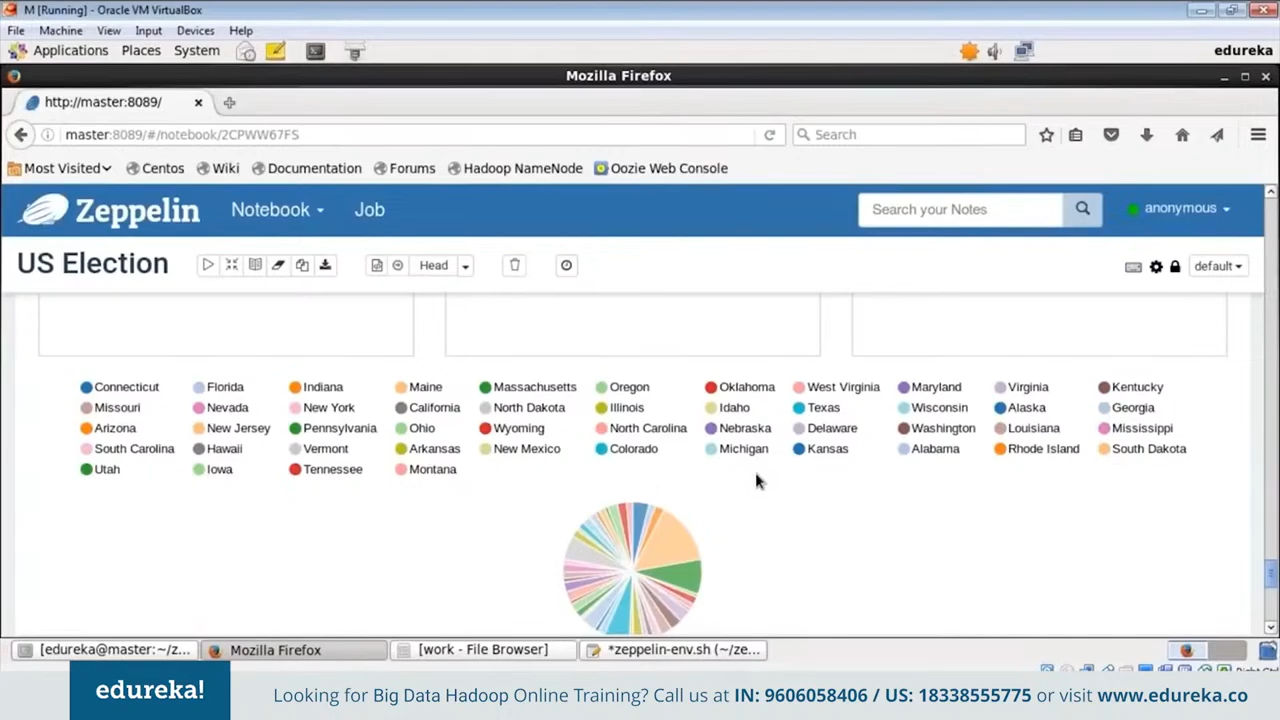 M [Running] - Oracle VM VirtualBox
File Machine View Input Devices Help
Applications Places System edureka
Mozilla Firefox
http://master:8089/
master:8089/#/notebook/2CPWW67FS Search
Most Visited Centos Wiki Documentation Forums Hadoop NameNode Oozie Web Console
Zeppelin Notebook Job Search your Notes anonymous
US Election Head default
Connecticut Florida Indiana Maine Massachusetts Oregon Oklahoma West Virginia Maryland Virginia Kentucky
Missouri Nevada New York California North Dakota Illinois Idaho Texas Wisconsin Alaska Georgia
Arizona New Jersey Pennsylvania Ohio Wyoming North Carolina Nebraska Delaware Washington Louisiana Mississippi
South Carolina Hawaii Vermont Arkansas New Mexico Colorado Michigan Kansas Alabama Rhode Island South Dakota
Utah Iowa Tennessee Montana
[edureka@master:~/z... Mozilla Firefox [work - File Browser] *zeppelin-env.sh (~/ze...
edureka! Looking for Big Data Hadoop Online Training? Call us at IN: 9606058406 / US: 18338555775 or visit www.edureka.co